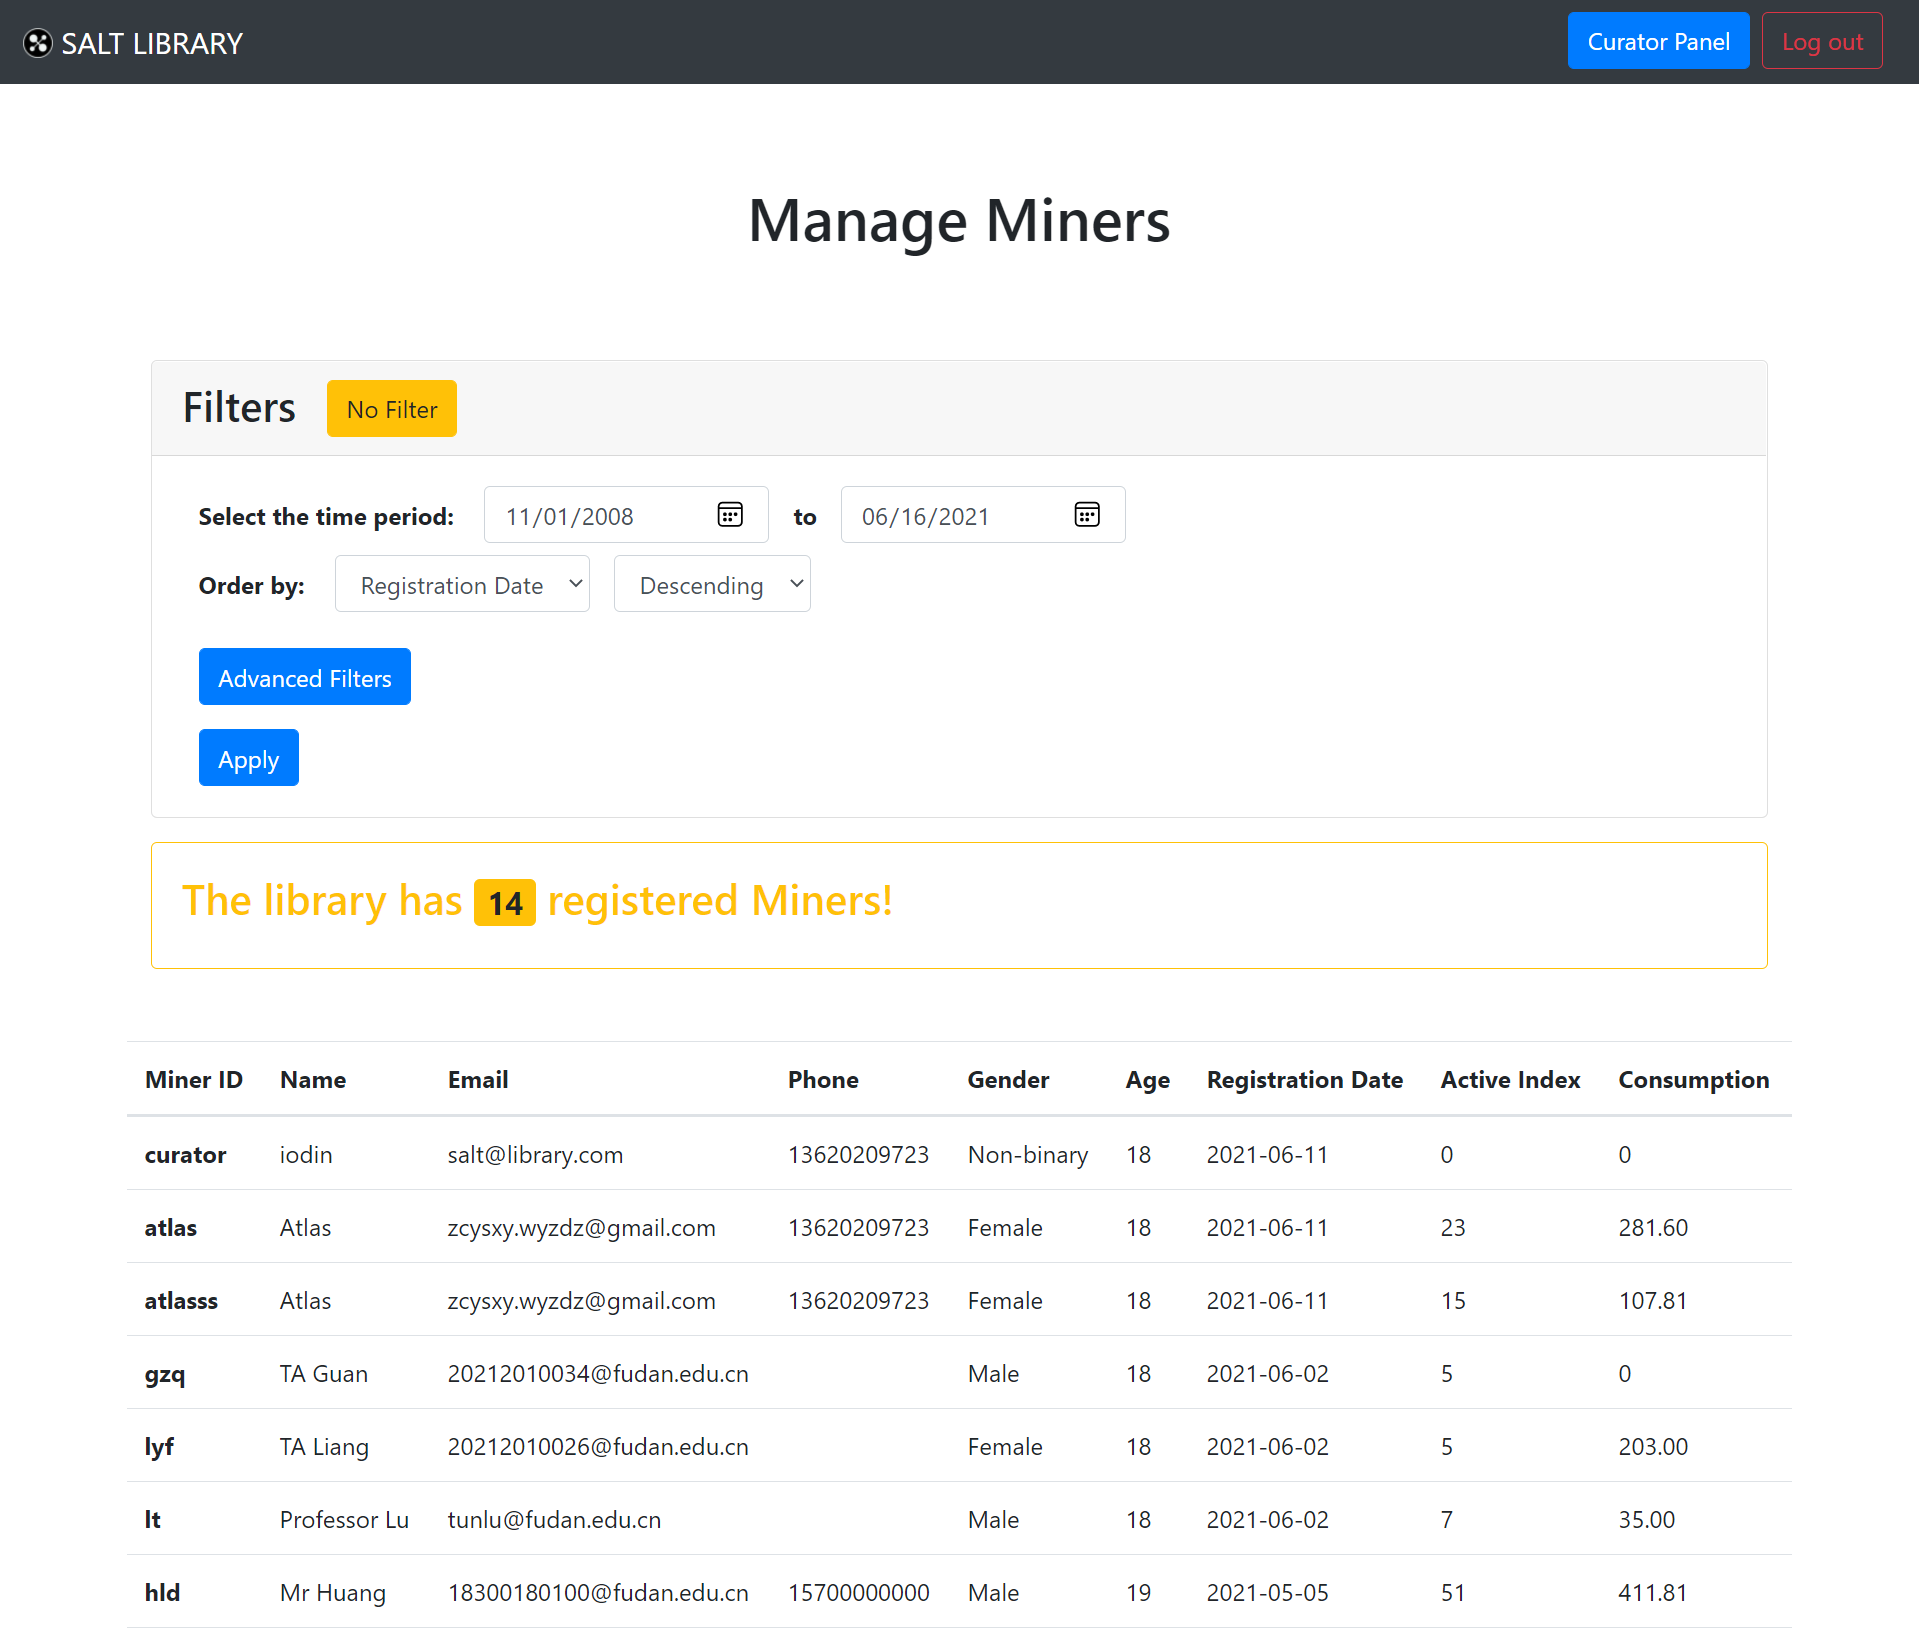 SALT LIBRARY Curator Panel Log out
Manage Miners
Filters No Filter
Select the time period: 11/01/2008 to 06/16/2021
Order by: Registration Date Descending
Advanced Filters
Apply
The library has 14 registered Miners!
Miner ID Name Email Phone Gender Age Registration Date Active Index Consumption
curator iodin salt@library.com 13620209723 Non-binary 18 2021-06-11 0 0
atlas Atlas zcysxy.wyzdz@gmail.com 13620209723 Female 18 2021-06-11 23 281.60
atlasss Atlas zcysxy.wyzdz@gmail.com 13620209723 Female 18 2021-06-11 15 107.81
gzq TA Guan 20212010034@fudan.edu.cn Male 18 2021-06-02 5 0
lyf TA Liang 20212010026@fudan.edu.cn Female 18 2021-06-02 5 203.00
lt Professor Lu tunlu@fudan.edu.cn Male 18 2021-06-02 7 35.00
hld Mr Huang 18300180100@fudan.edu.cn 15700000000 Male 19 2021-05-05 51 411.81